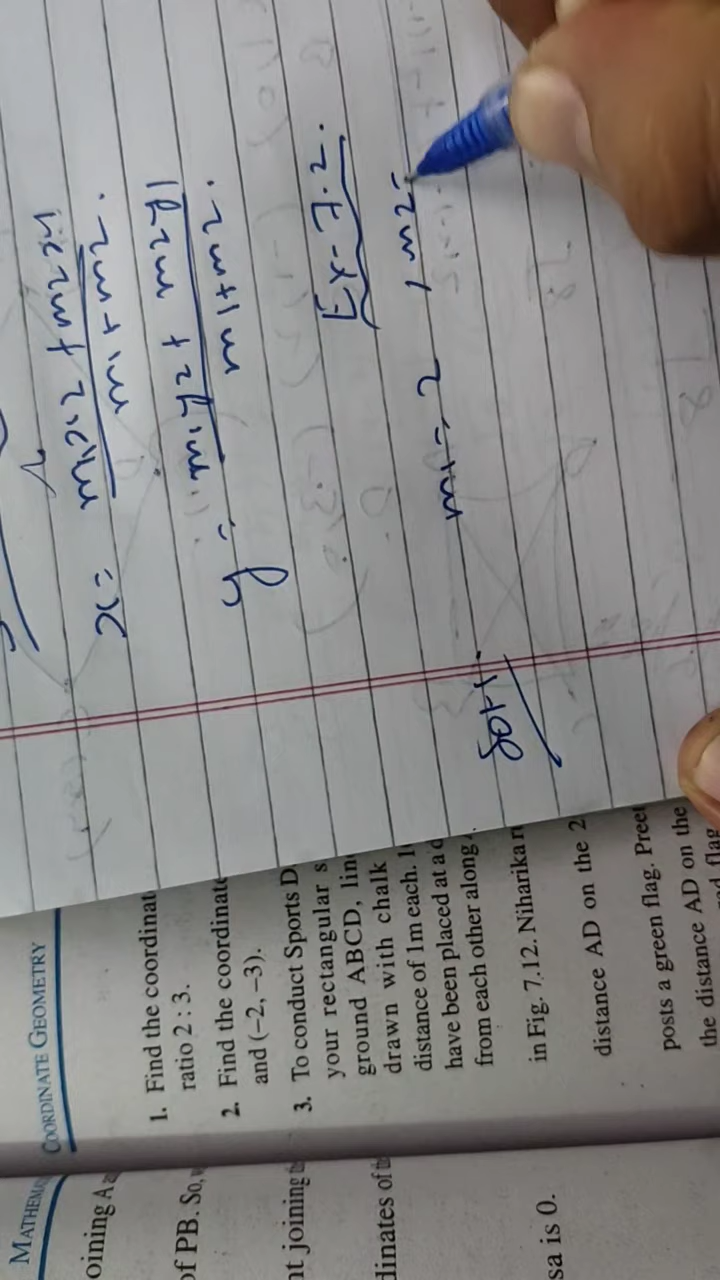 x = m1x2 + m2x1
m1 + m2.
y = m1y2 + m2y1
m1 + m2.
Ex- 7.2.
Sol 1. m1 = 2 , m2 =
MATHEMA
oining A
of PB. So,
nt joining
dinates of
sa is 0.
COORDINATE GEOMETRY
1. Find the coordinat
ratio 2 : 3.
2. Find the coordinate
and (–2, –3).
3. To conduct Sports D
your rectangular s
ground ABCD, lin
drawn with chalk
distance of 1m each. 1
have been placed at a d
from each other along
in Fig. 7.12. Niharika r
distance AD on the 2
posts a green flag. Preet
the distance AD on the